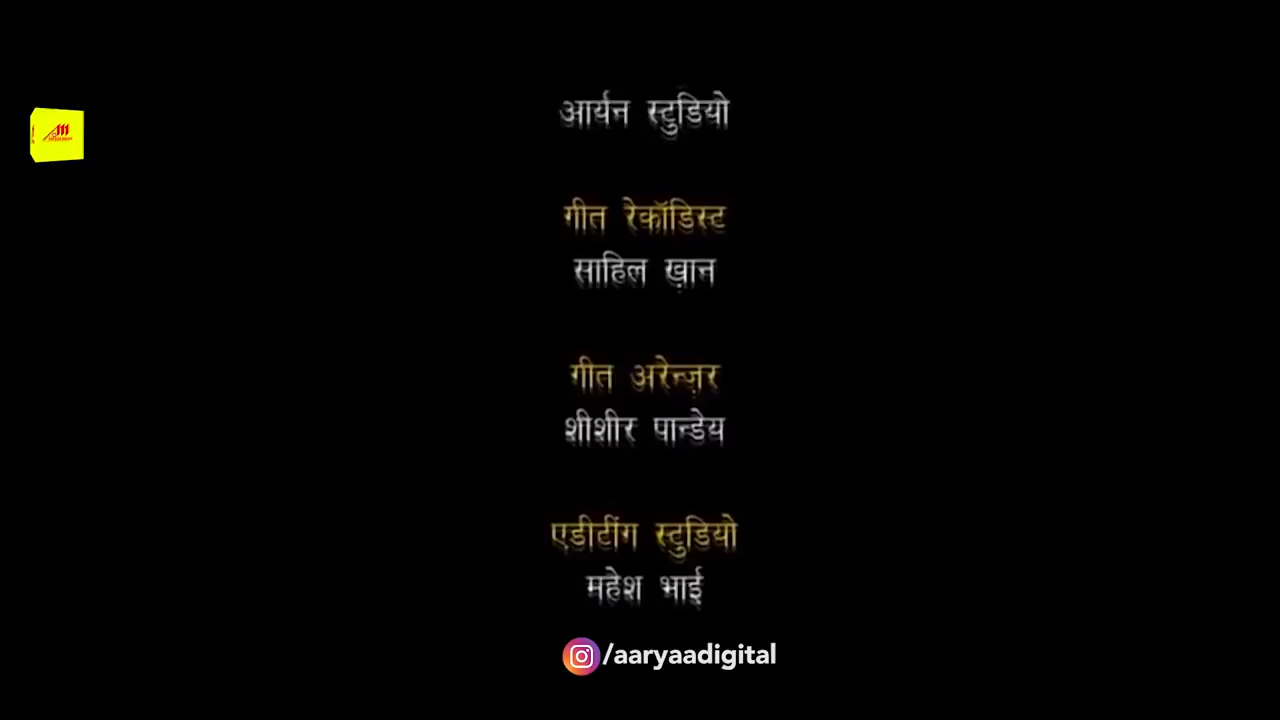 आर्यन स्टुडियो
गीत रेकॉडिस्ट
साहिल ख़ान
गीत अरेन्ज़र
शीशीर पान्डेय
एडीटींग स्टुडियो
महेश भाई
/aaryaadigital